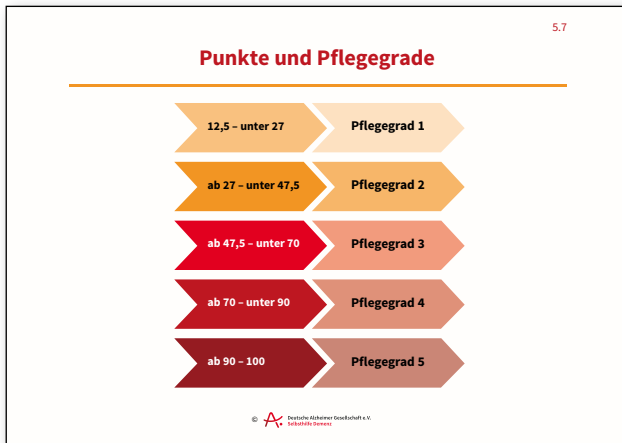 5.7
Punkte und Pflegegrade
12,5 – unter 27
Pflegegrad 1
ab 27 – unter 47,5
Pflegegrad 2
ab 47,5 – unter 70
Pflegegrad 3
ab 70 – unter 90
Pflegegrad 4
ab 90 – 100
Pflegegrad 5
© Deutsche Alzheimer Gesellschaft e.V.
Selbsthilfe Demenz